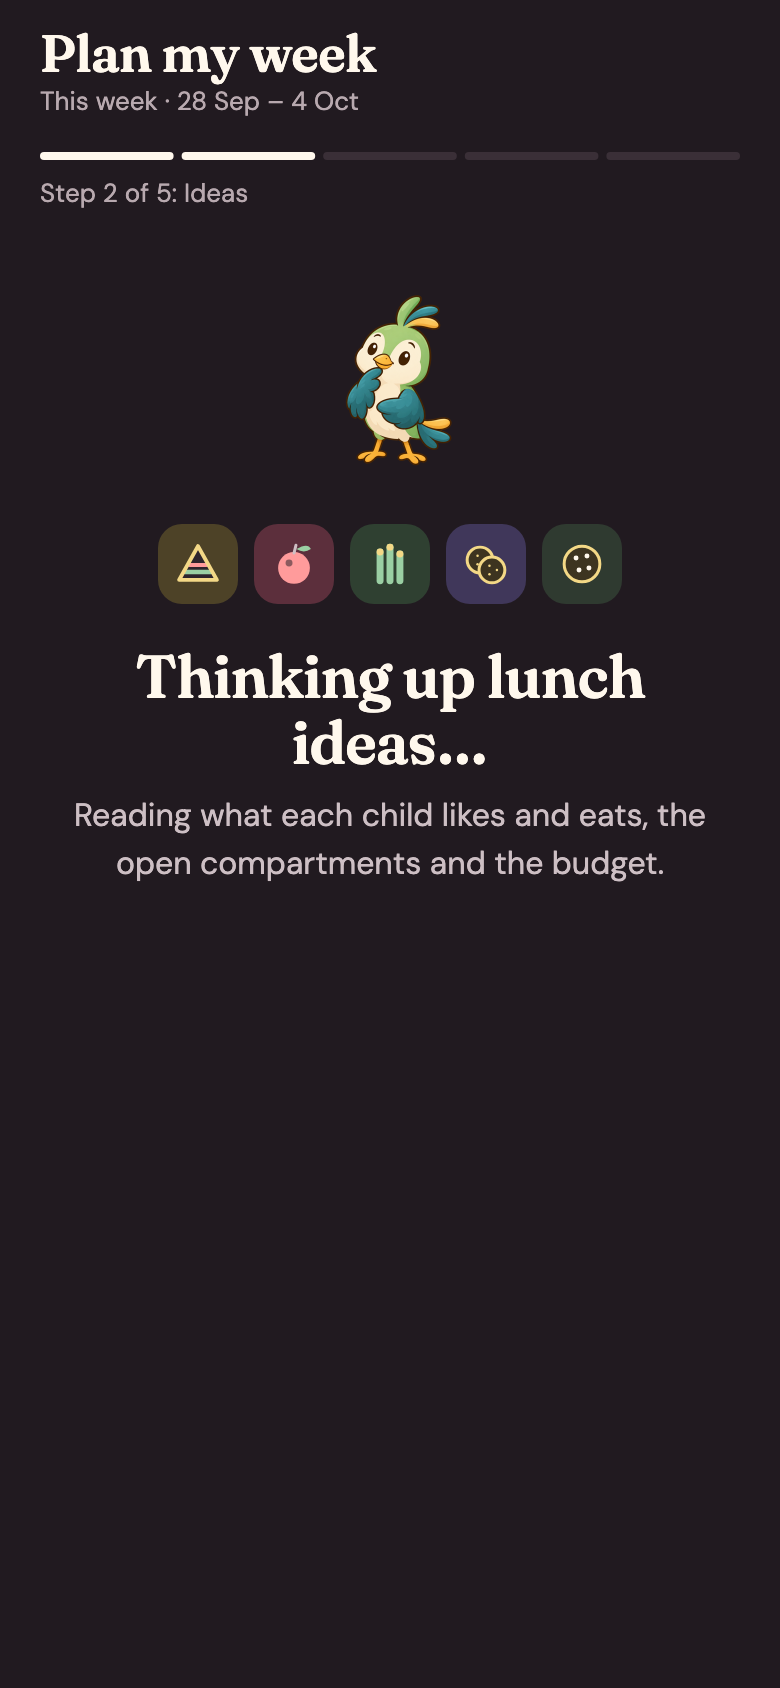 Plan my week
This week · 28 Sep – 4 Oct
Step 2 of 5: Ideas
Thinking up lunch
ideas...
Reading what each child likes and eats, the
open compartments and the budget.